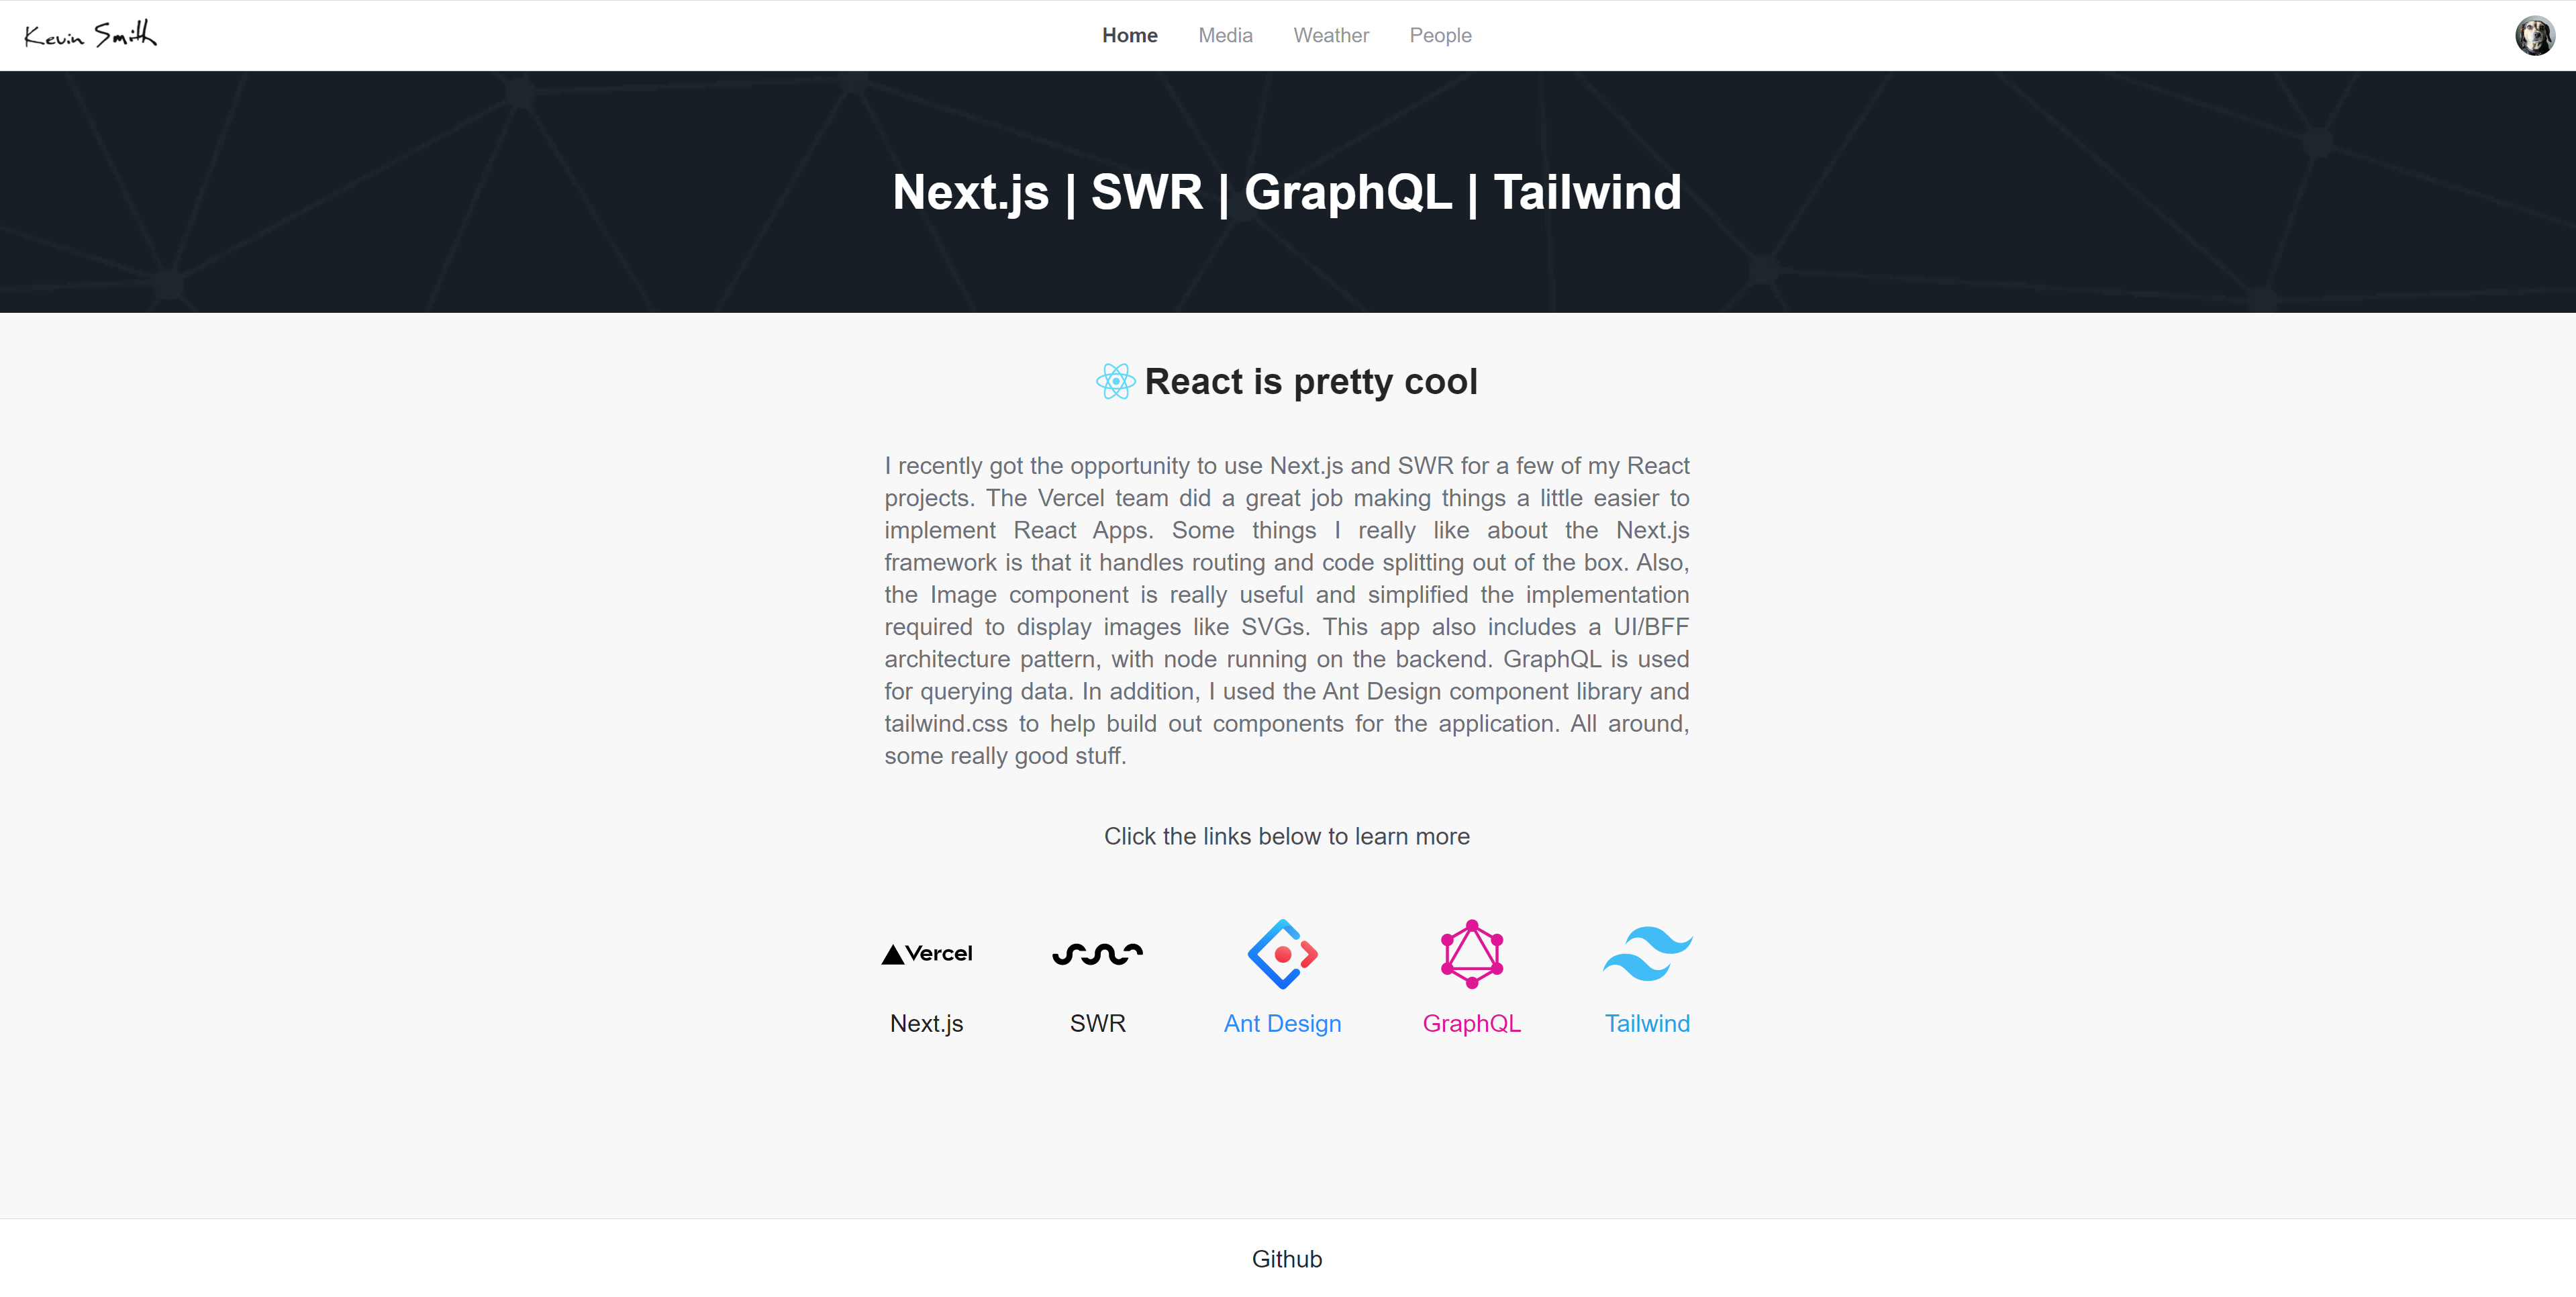 Kevin Smith
Home Media Weather People
Next.js | SWR | GraphQL | Tailwind
React is pretty cool
I recently got the opportunity to use Next.js and SWR for a few of my React
projects. The Vercel team did a great job making things a little easier to
implement React Apps. Some things I really like about the Next.js
framework is that it handles routing and code splitting out of the box. Also,
the Image component is really useful and simplified the implementation
required to display images like SVGs. This app also includes a UI/BFF
architecture pattern, with node running on the backend. GraphQL is used
for querying data. In addition, I used the Ant Design component library and
tailwind.css to help build out components for the application. All around,
some really good stuff.
Click the links below to learn more
Vercel
Next.js SWR Ant Design GraphQL Tailwind
Github